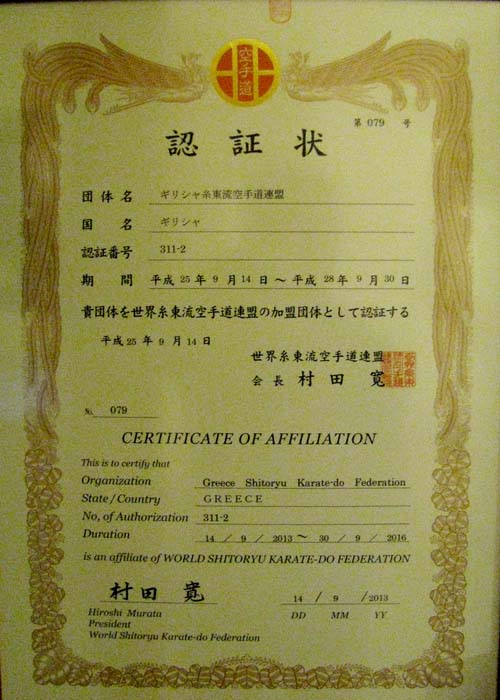 空手道
第 079 号
認証状
団体名 ギリシャ糸東流空手道連盟
国名 ギリシャ
認証番号 311-2
期間 平成 25 年 9 月 14 日 〜 平成 28 年 9 月 30 日
貴団体を世界糸東流空手道連盟の加盟団体として認証する
平成 25 年 9 月 14 日
世界糸東流空手道連盟
会長 村田 寛
№ 079
CERTIFICATE OF AFFILIATION
This is to certify that
Organization Greece Shitoryu Karate-do Federation
State / Country GREECE
No, of Authorization 311-2
Duration 14 / 9 / 2013 ~ 30 / 9 / 2016
is an affiliate of WORLD SHITORYU KARATE-DO FEDERATION
村田 寛 14 / 9 / 2013
Hiroshi Murata DD MM YY
President
World Shitoryu Karate-do Federation